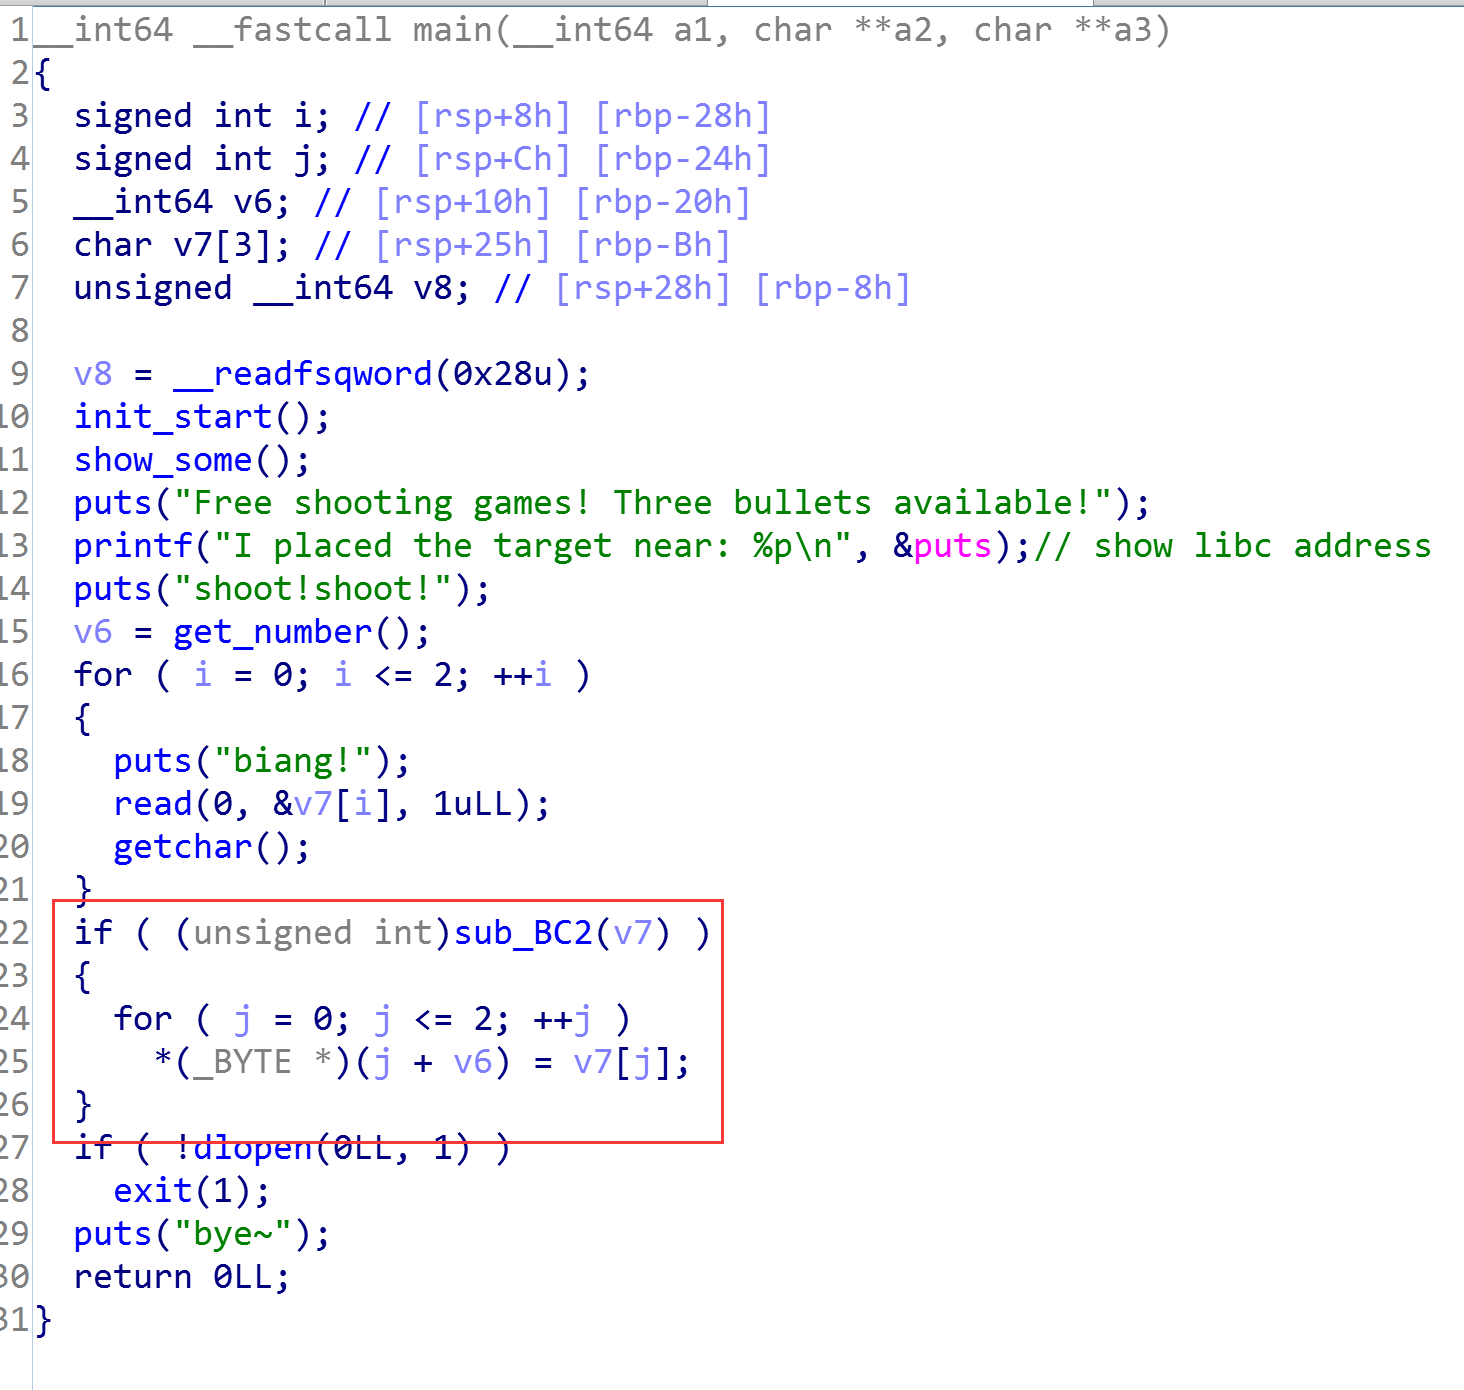 1 __int64 __fastcall main(__int64 a1, char **a2, char **a3)
2 {
3   signed int i; // [rsp+8h] [rbp-28h]
4   signed int j; // [rsp+Ch] [rbp-24h]
5   __int64 v6; // [rsp+10h] [rbp-20h]
6   char v7[3]; // [rsp+25h] [rbp-Bh]
7   unsigned __int64 v8; // [rsp+28h] [rbp-8h]
8
9   v8 = __readfsqword(0x28u);
10   init_start();
11   show_some();
12   puts("Free shooting games! Three bullets available!");
13   printf("I placed the target near: %p\n", &puts);// show libc address
14   puts("shoot!shoot!");
15   v6 = get_number();
16   for ( i = 0; i <= 2; ++i )
17   {
18     puts("biang!");
19     read(0, &v7[i], 1uLL);
20     getchar();
21   }
22   if ( (unsigned int)sub_BC2(v7) )
23   {
24     for ( j = 0; j <= 2; ++j )
25       *(_BYTE *)(j + v6) = v7[j];
26   }
27   if ( !dlopen(0LL, 1) )
28     exit(1);
29   puts("bye~");
30   return 0LL;
31 }